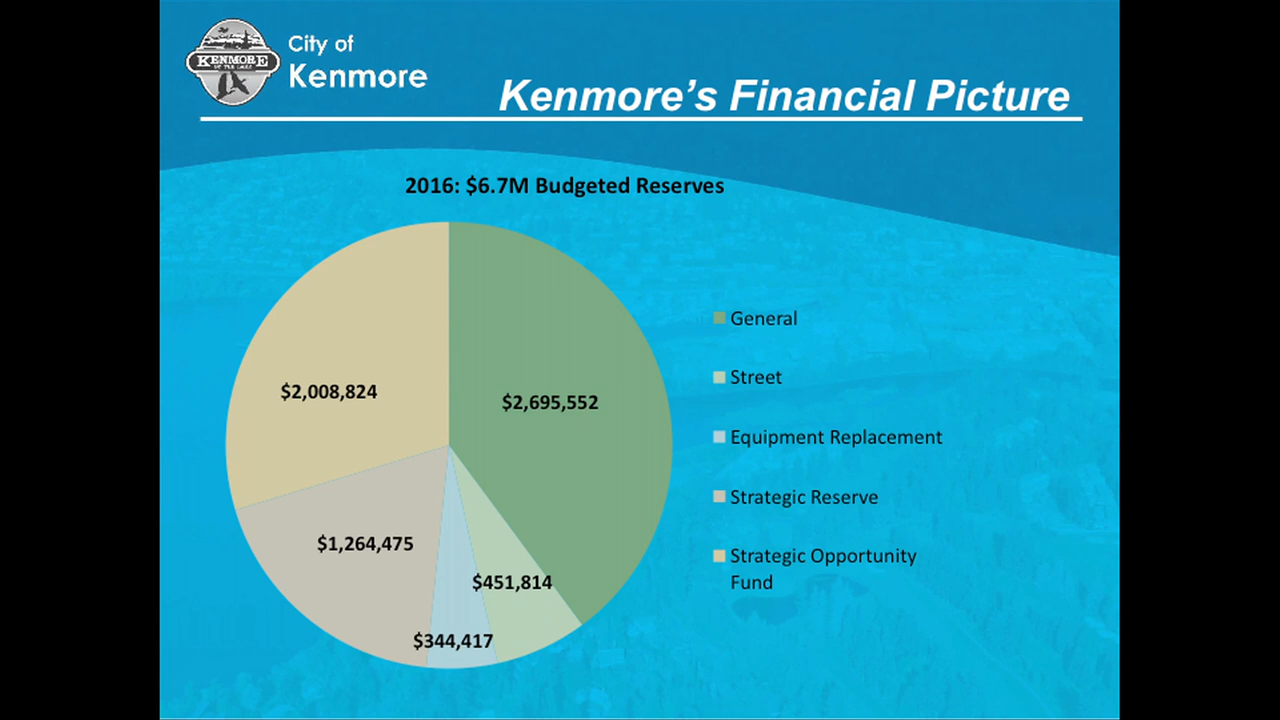 City of
Kenmore
KENMORE
Kenmore's Financial Picture
2016: $6.7M Budgeted Reserves
$2,008,824
$2,695,552
$1,264,475
$451,814
$344,417
General
Street
Equipment Replacement
Strategic Reserve
Strategic Opportunity
Fund